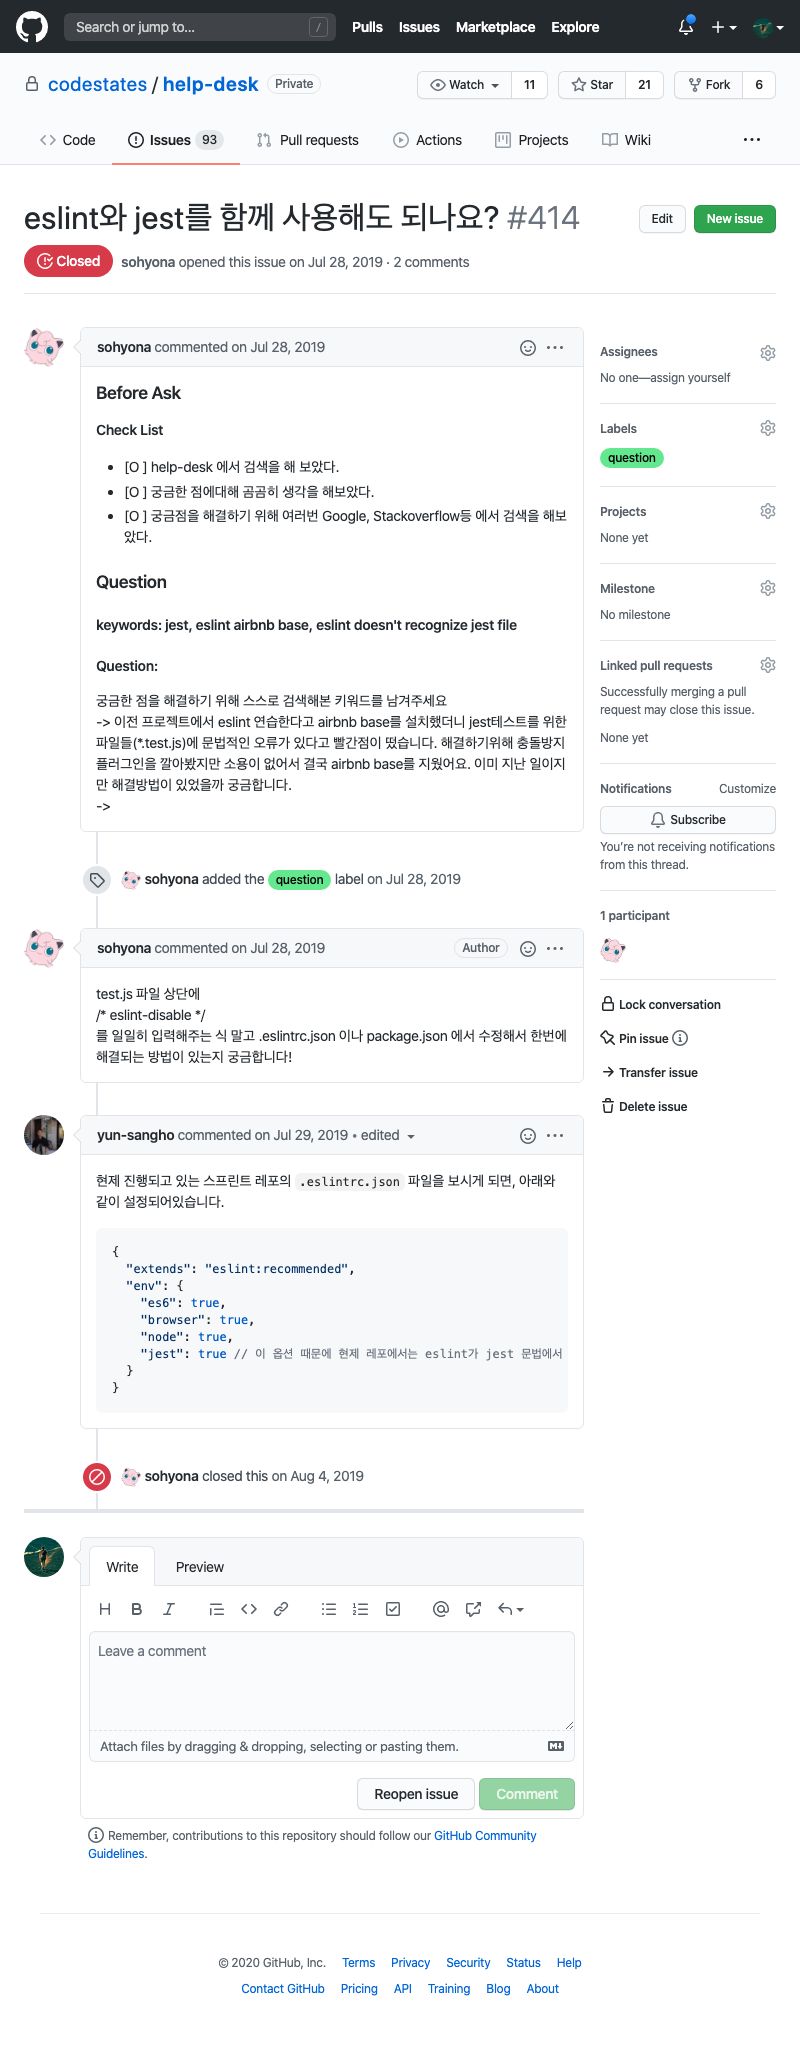 Search or jump to... /
Pulls Issues Marketplace Explore
codestates / help-desk Private
Watch 11 Star 21 Fork 6
Code Issues 93 Pull requests Actions Projects Wiki ...
eslint와 jest를 함께 사용해도 되나요? #414
Edit New issue
Closed sohyona opened this issue on Jul 28, 2019 · 2 comments
sohyona commented on Jul 28, 2019
Before Ask
Check List
• [O ] help-desk 에서 검색을 해 보았다.
• [O ] 궁금한 점에대해 곰곰히 생각을 해보았다.
• [O ] 궁금점을 해결하기 위해 여러번 Google, Stackoverflow등 에서 검색을 해보
았다.
Question
keywords: jest, eslint airbnb base, eslint doesn't recognize jest file
Question:
궁금한 점을 해결하기 위해 스스로 검색해본 키워드를 남겨주세요
-> 이전 프로젝트에서 eslint 연습한다고 airbnb base를 설치했더니 jest테스트를 위한
파일들(*.test.js)에 문법적인 오류가 있다고 빨간점이 떴습니다. 해결하기위해 충돌방지
플러그인을 깔아봤지만 소용이 없어서 결국 airbnb base를 지웠어요. 이미 지난 일이지
만 해결방법이 있었을까 궁금합니다.
->
sohyona added the question label on Jul 28, 2019
sohyona commented on Jul 28, 2019 Author
test.js 파일 상단에
/* eslint-disable */
를 일일히 입력해주는 식 말고 .eslintrc.json 이나 package.json 에서 수정해서 한번에
해결되는 방법이 있는지 궁금합니다!
yun-sangho commented on Jul 29, 2019 • edited
현제 진행되고 있는 스프린트 레포의 .eslintrc.json 파일을 보시게 되면, 아래와
같이 설정되어있습니다.
{
"extends": "eslint:recommended",
"env": {
"es6": true,
"browser": true,
"node": true,
"jest": true // 이 옵션 때문에 현제 레포에서는 eslint가 jest 문법에서
}
}
sohyona closed this on Aug 4, 2019
Assignees
No one—assign yourself
Labels
question
Projects
None yet
Milestone
No milestone
Linked pull requests
Successfully merging a pull
request may close this issue.
None yet
Notifications Customize
Subscribe
You're not receiving notifications
from this thread.
1 participant
Lock conversation
Pin issue
Transfer issue
Delete issue
Write Preview
Leave a comment
Attach files by dragging & dropping, selecting or pasting them.
Reopen issue Comment
Remember, contributions to this repository should follow our GitHub Community
Guidelines.
© 2020 GitHub, Inc. Terms Privacy Security Status Help
Contact GitHub Pricing API Training Blog About